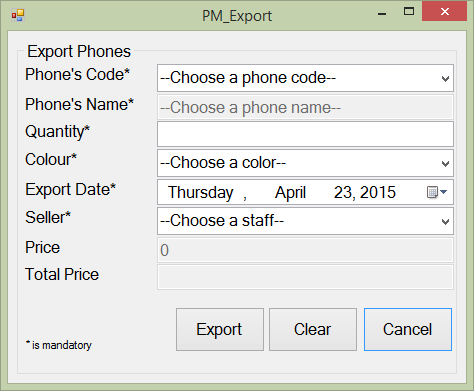 PM_Export
Export Phones
Phone's Code* --Choose a phone code--
Phone's Name* --Choose a phone name--
Quantity*
Colour* --Choose a color--
Export Date* Thursday , April 23, 2015
Seller* --Choose a staff--
Price 0
Total Price
Export Clear Cancel
* is mandatory